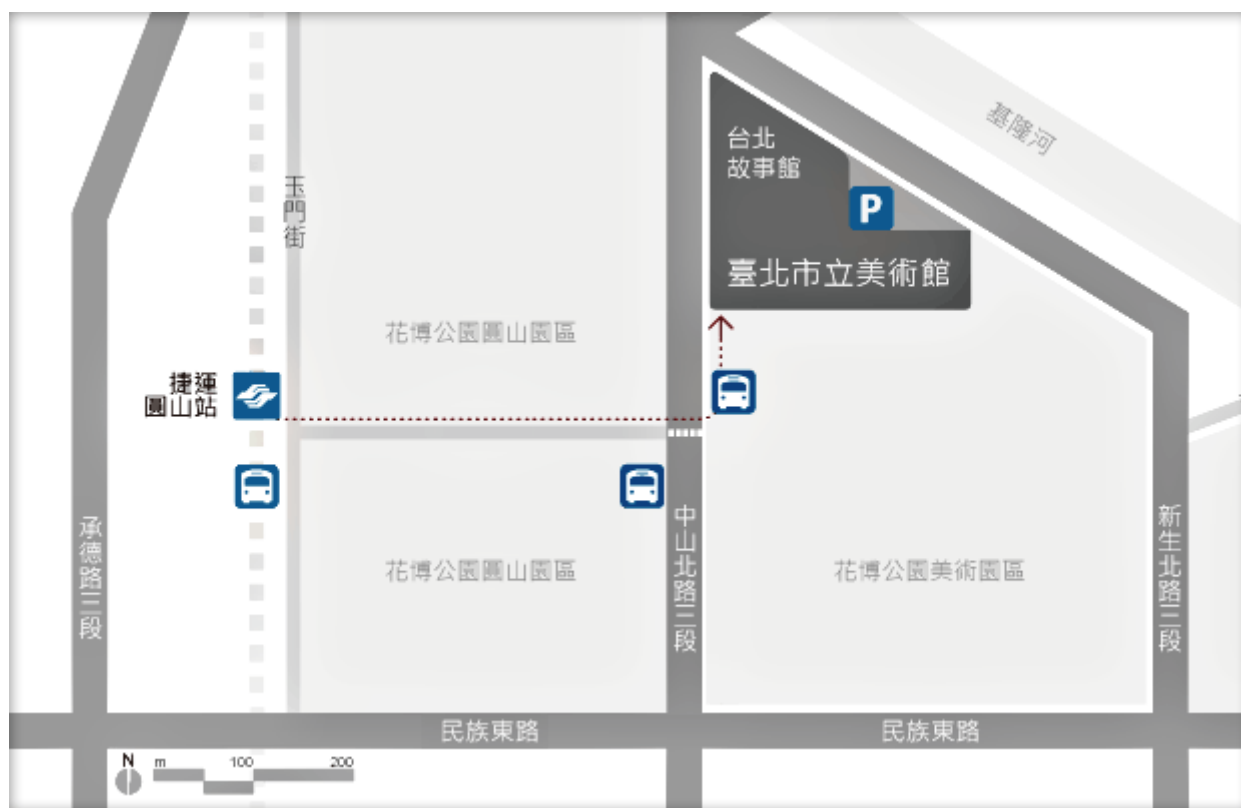 基隆河
台北
故事館
P
玉門街
臺北市立美術館
花博公園圓山園區
捷運
圓山站
承德路三段
中山北路三段
新生北路三段
花博公園圓山園區
花博公園美術園區
民族東路
民族東路
N
m 100 200